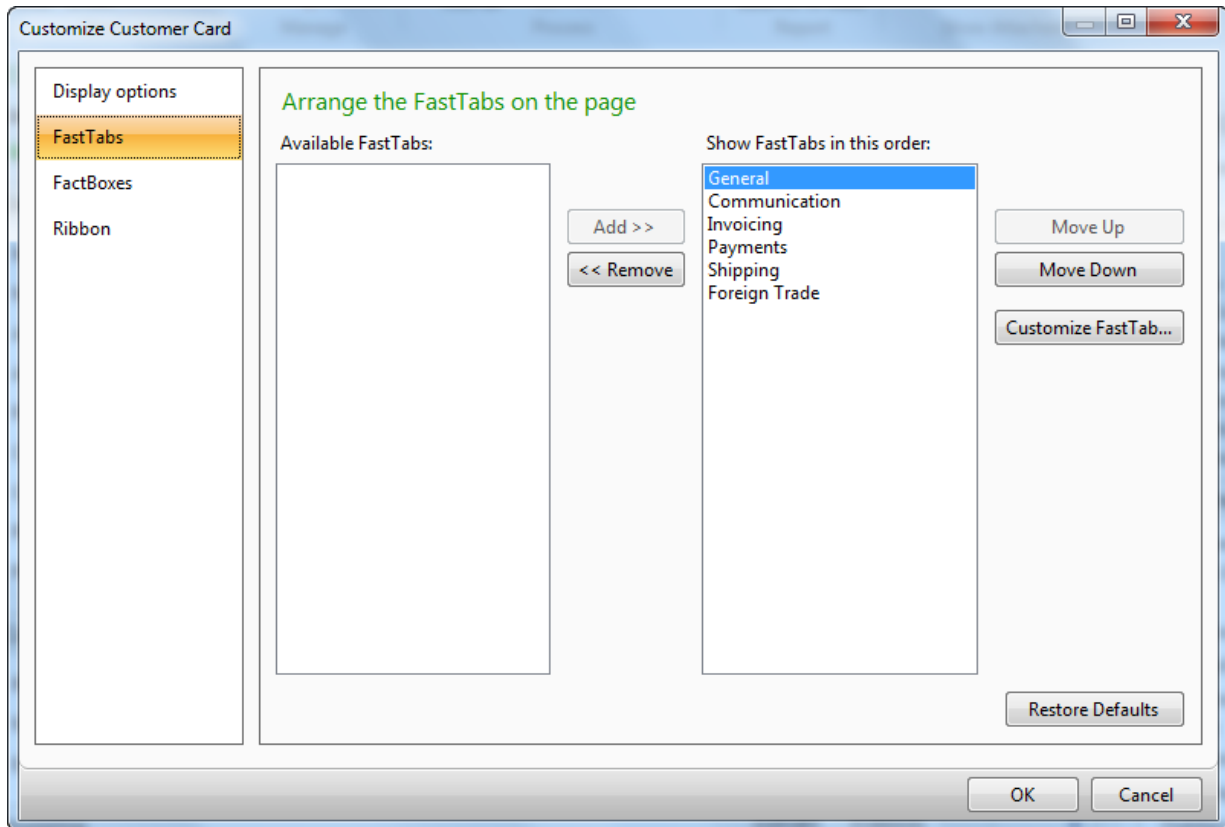 Customize Customer Card
Display options
FastTabs
FactBoxes
Ribbon
Arrange the FastTabs on the page
Available FastTabs:
Add >>
<< Remove
Show FastTabs in this order:
General
Communication
Invoicing
Payments
Shipping
Foreign Trade
Move Up
Move Down
Customize FastTab...
Restore Defaults
OK
Cancel